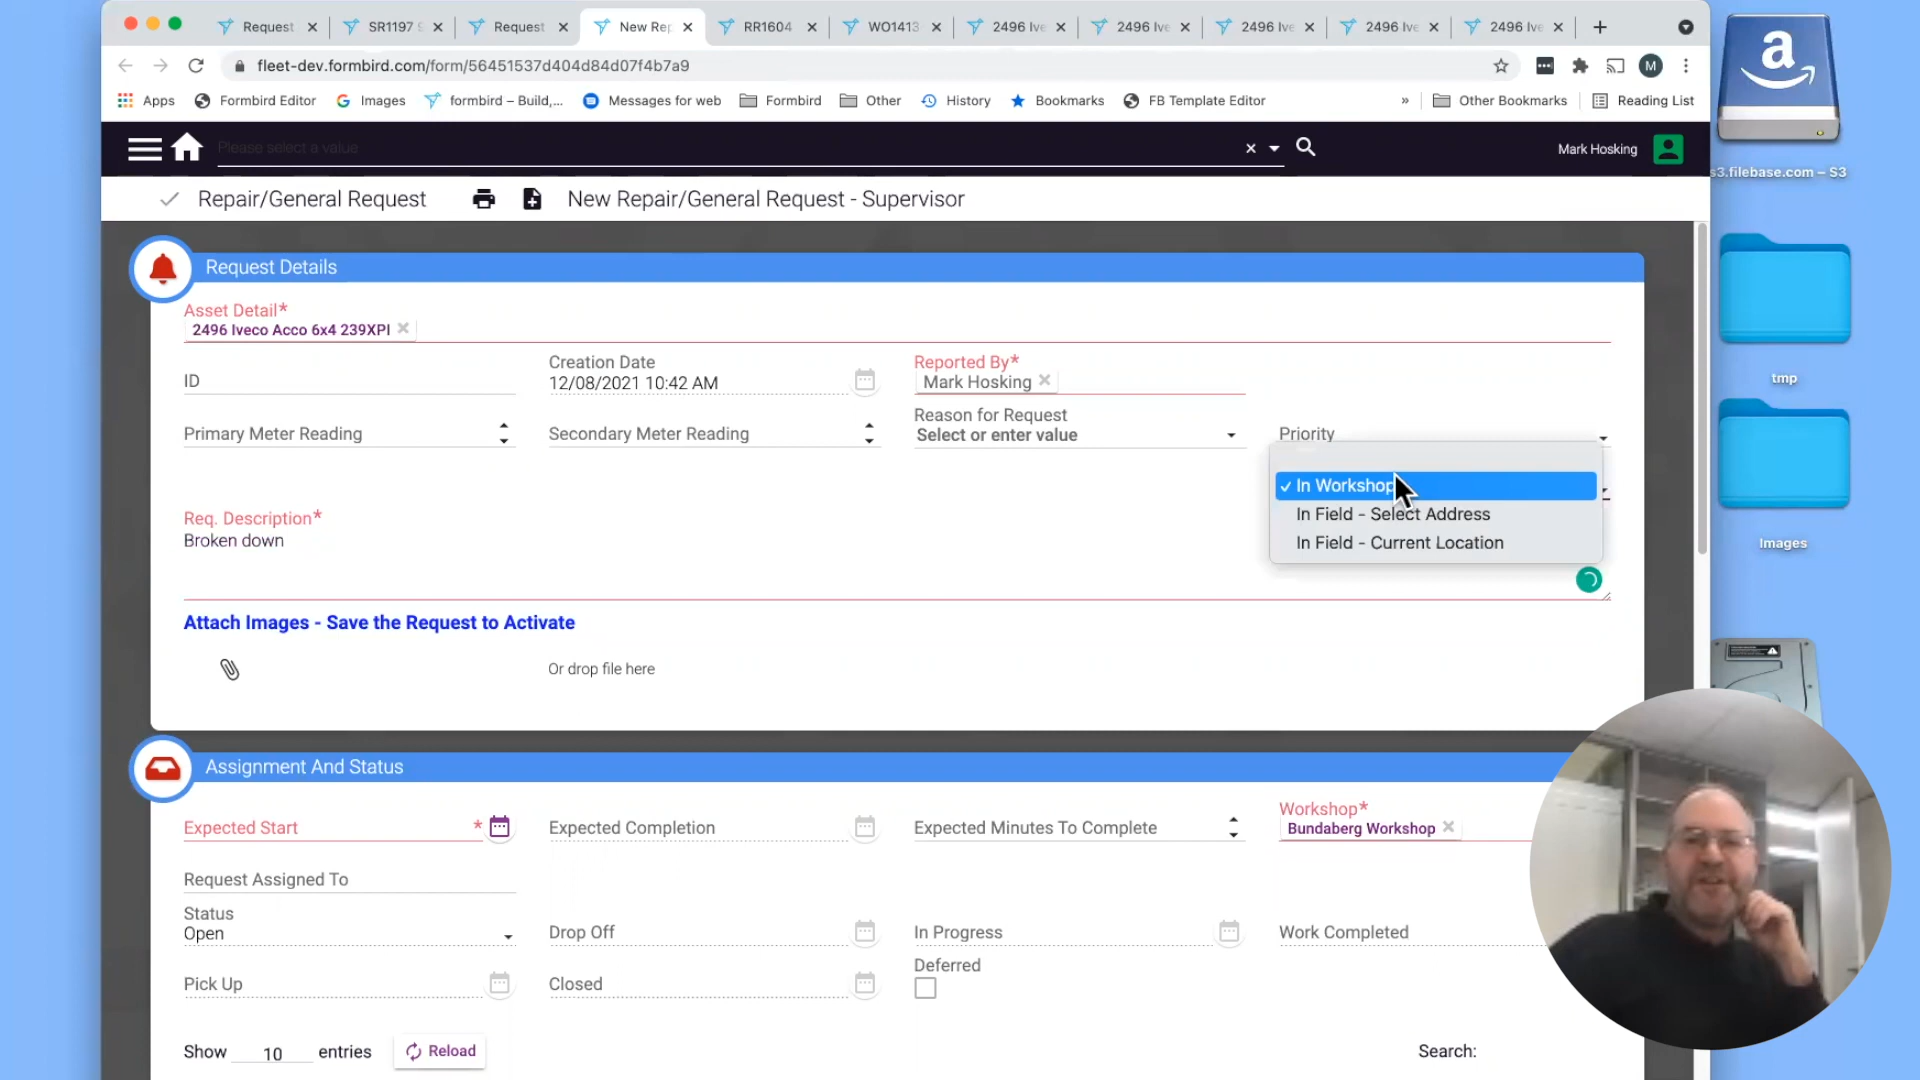 Request
SR1197
Request
New Rep
RR1604
WO1413
2496 Ive
2496 Ive
2496 Ive
2496 Ive
2496 Ive
fleet-dev.formbird.com/form/56451537d404d84d07f4b7a9
M
Apps
Formbird Editor
Images
formbird – Build,...
Messages for web
Formbird
Other
History
Bookmarks
FB Template Editor
»
Other Bookmarks
Reading List
Please select a value
Mark Hosking
Repair/General Request
New Repair/General Request - Supervisor
Request Details
Asset Detail*
2496 Iveco Acco 6x4 239XPI
ID
Creation Date
12/08/2021 10:42 AM
Reported By*
Mark Hosking
Primary Meter Reading
Secondary Meter Reading
Reason for Request
Select or enter value
Priority
In Workshop
In Field - Select Address
In Field - Current Location
Req. Description*
Broken down
Attach Images - Save the Request to Activate
Or drop file here
Assignment And Status
Expected Start *
Expected Completion
Expected Minutes To Complete
Workshop*
Bundaberg Workshop
Request Assigned To
Status
Open
Drop Off
In Progress
Work Completed
Pick Up
Closed
Deferred
Show 10 entries
Reload
Search:
a
s3.filebase.com – S3
tmp
Images